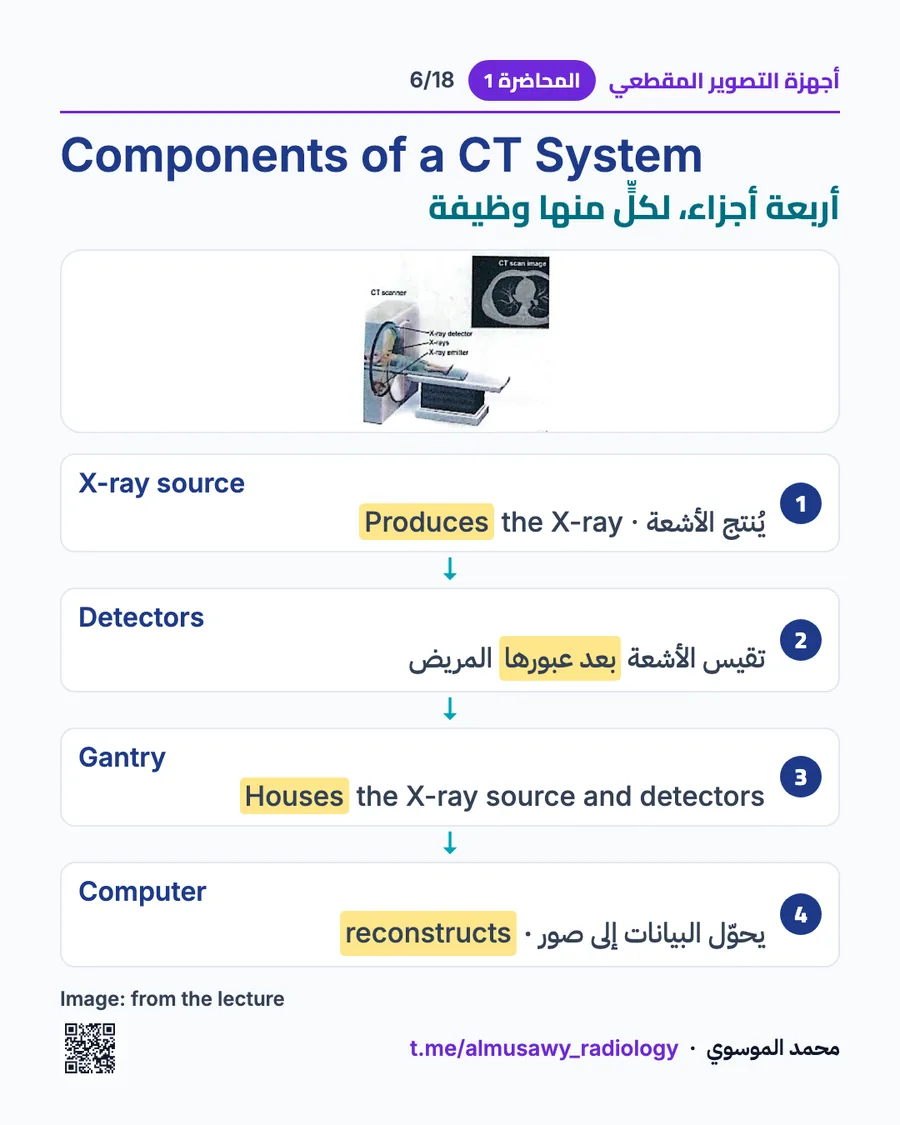 أجهزة التصوير المقطعي المحاضرة 1 6/18
Components of a CT System
أربعة أجزاء، لكلٍّ منها وظيفة
CT scan image
CT scanner
X-ray detector
X-rays
X-ray emitter
X-ray source
1
يُنتج الأشعة · Produces the X-ray
↓
Detectors
2
تقيس الأشعة بعد عبورها المريض
↓
Gantry
3
Houses the X-ray source and detectors
↓
Computer
4
يحوّل البيانات إلى صور · reconstructs
Image: from the lecture
محمد الموسوي · t.me/almusawy_radiology